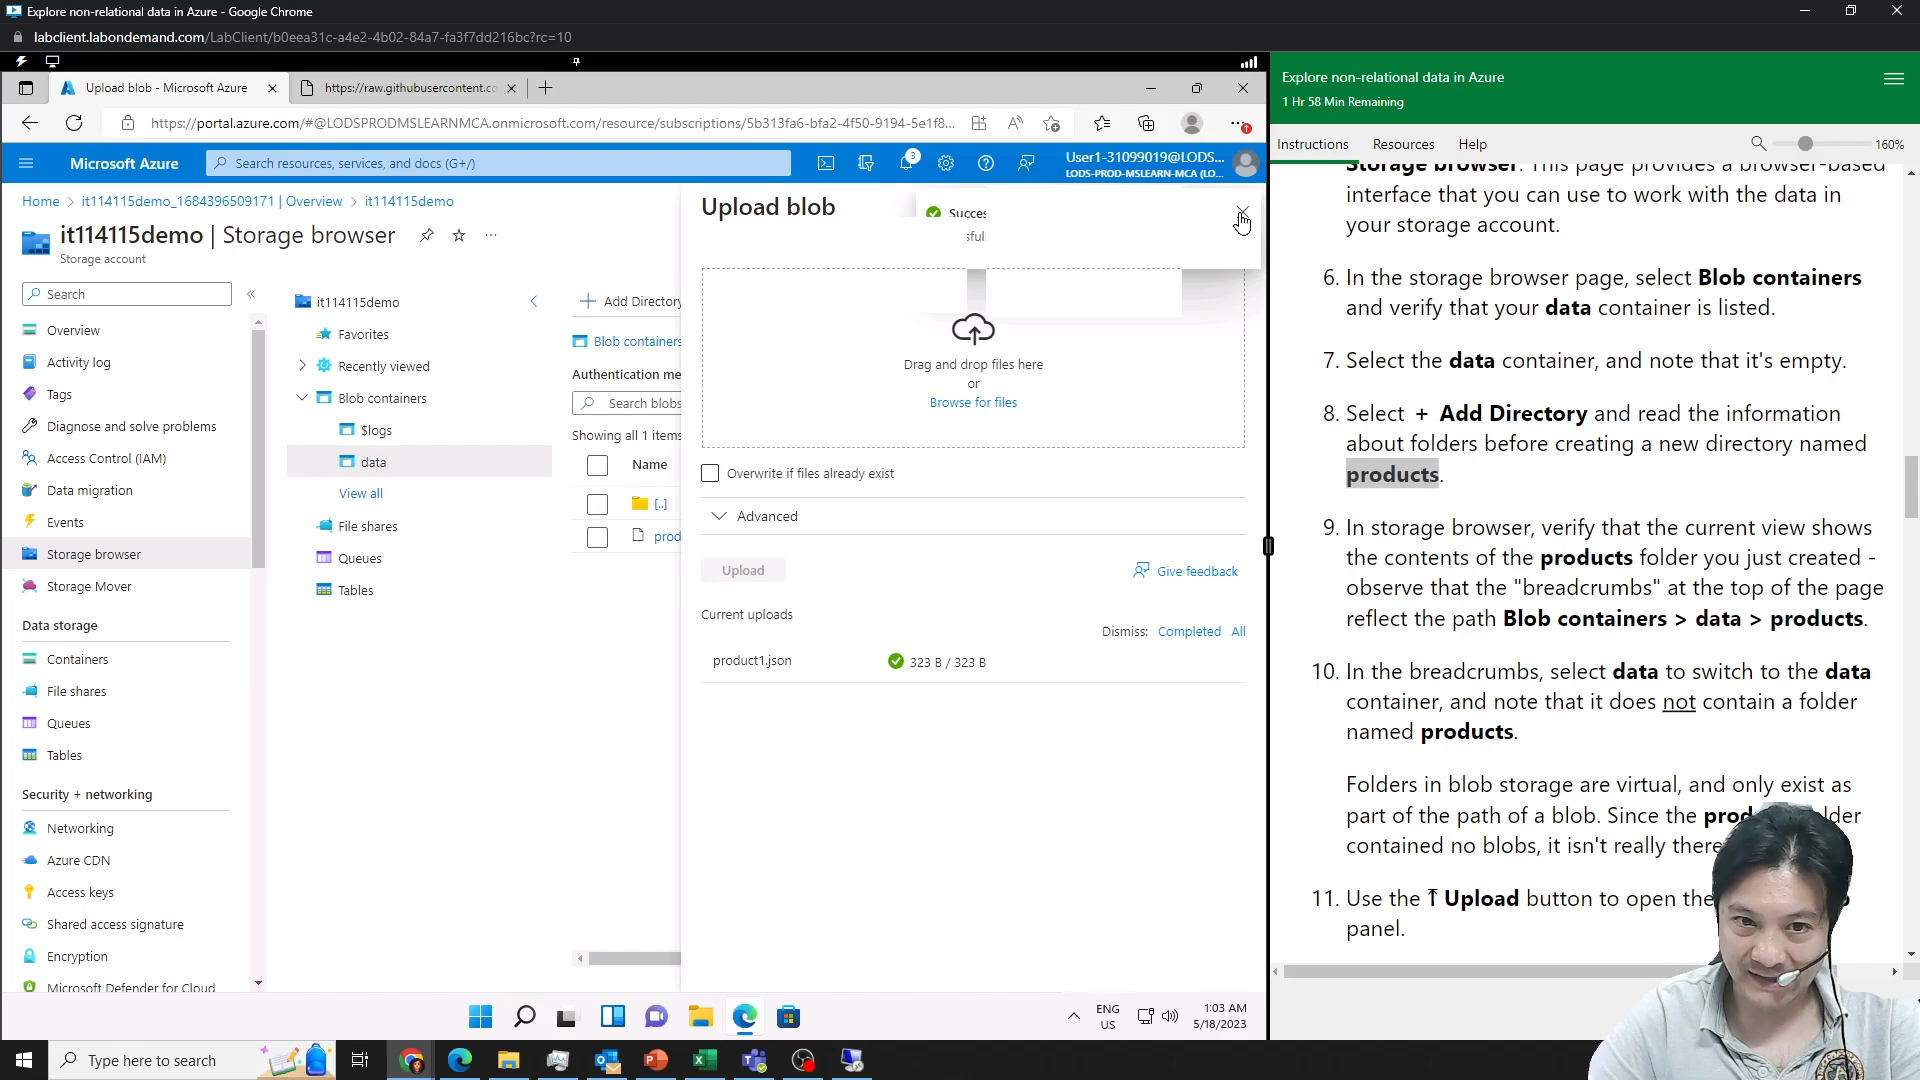 Explore non-relational data in Azure - Google Chrome
labclient.labondemand.com/LabClient/b0eea31c-a4e2-4b02-84a7-fa3f7dd216bc?rc=10
Upload blob - Microsoft Azure
https://raw.githubusercontent.cc
https://portal.azure.com/#@LODSPRODMSLEARNMCA.onmicrosoft.com/resource/subscriptions/5b313fa6-bfa2-4f50-9194-5e1f8...
Microsoft Azure
Search resources, services, and docs (G+/)
3
User1-31099019@LODS...
LODS-PROD-MSLEARN-MCA (LO...
Home > it114115demo_1684396509171 | Overview > it114115demo
it114115demo | Storage browser
Storage account
Search
Overview
Activity log
Tags
Diagnose and solve problems
Access Control (IAM)
Data migration
Events
Storage browser
Storage Mover
Data storage
Containers
File shares
Queues
Tables
Security + networking
Networking
Azure CDN
Access keys
Shared access signature
Encryption
Microsoft Defender for Cloud
it114115demo
Favorites
Recently viewed
Blob containers
$logs
data
View all
File shares
Queues
Tables
Add Directory
Blob containers
Authentication me
Search blobs
Showing all 1 items
Name
[..]
prod
Upload blob
Succes
sfull
Drag and drop files here
or
Browse for files
Overwrite if files already exist
Advanced
Upload
Give feedback
Current uploads
Dismiss: Completed All
product1.json 323 B / 323 B
ENG
US
1:03 AM
5/18/2023
Type here to search
Explore non-relational data in Azure
1 Hr 58 Min Remaining
Instructions Resources Help
160%
Storage browser. This page provides a browser-based
interface that you can use to work with the data in
your storage account.
6. In the storage browser page, select Blob containers
and verify that your data container is listed.
7. Select the data container, and note that it's empty.
8. Select + Add Directory and read the information
about folders before creating a new directory named
products.
9. In storage browser, verify that the current view shows
the contents of the products folder you just created -
observe that the "breadcrumbs" at the top of the page
reflect the path Blob containers > data > products.
10. In the breadcrumbs, select data to switch to the data
container, and note that it does not contain a folder
named products.
Folders in blob storage are virtual, and only exist as
part of the path of a blob. Since the prod lder
contained no blobs, it isn't really there
11. Use the ⤒ Upload button to open the
panel.